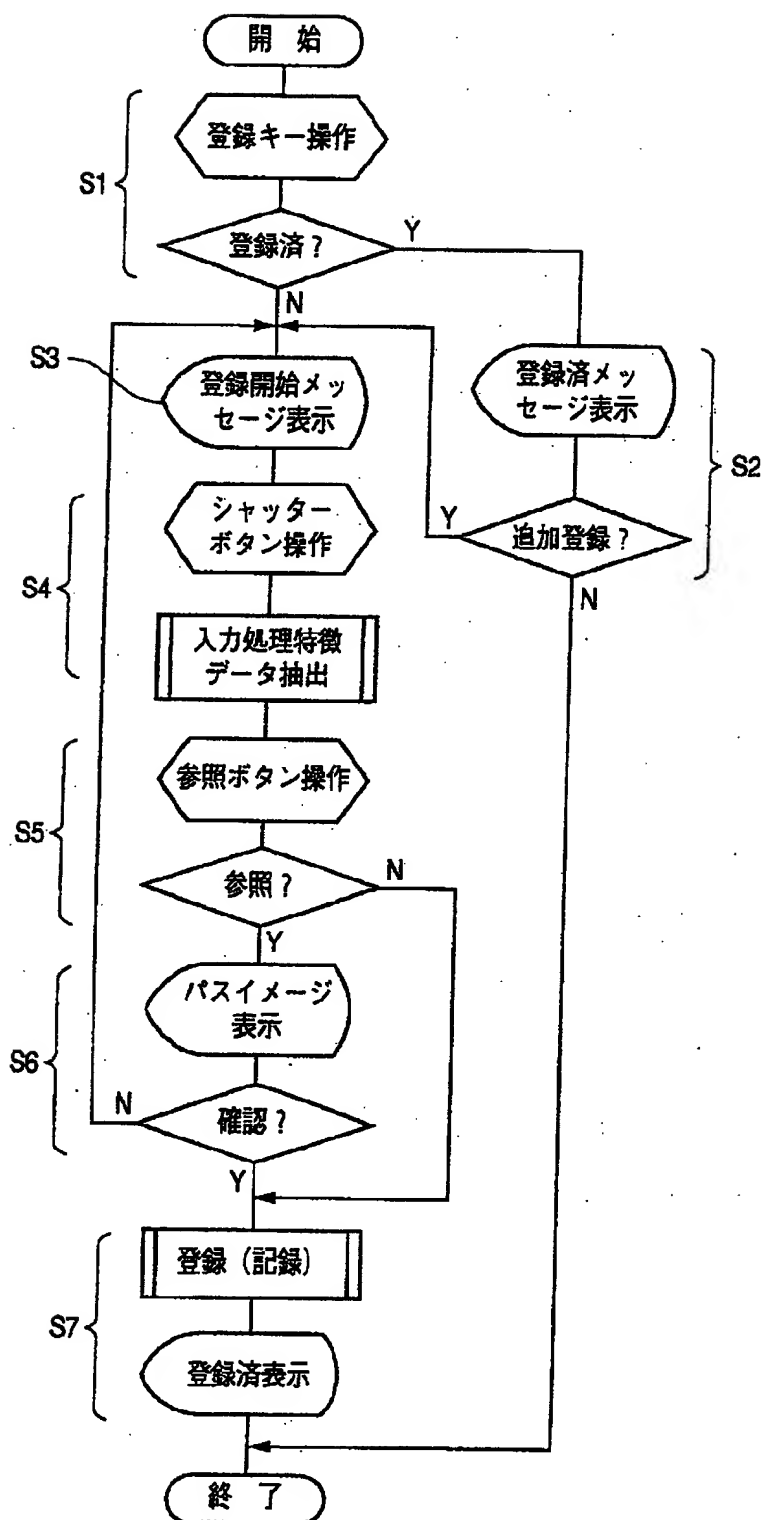 開 始
登録キー操作
S1
登録済？
Y
N
S3
登録開始メッ
セージ表示
登録済メッ
セージ表示
S2
シャッター
ボタン操作
Y
追加登録？
N
S4
入力処理特徴
データ抽出
参照ボタン操作
S5
参照？
N
Y
パスイメージ
表示
S6
N
確認？
Y
登録（記録）
S7
登録済表示
終 了